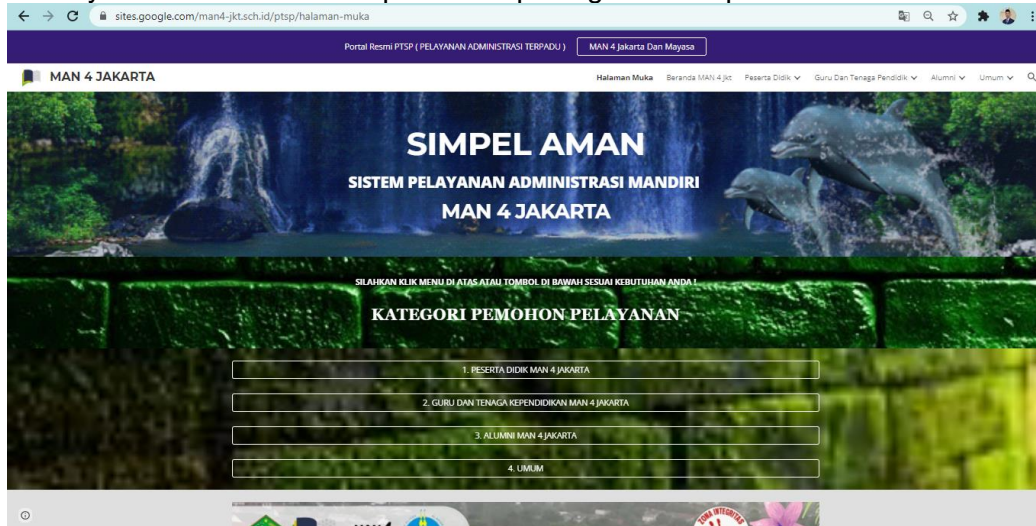 sites.google.com/man4-jkt.sch.id/ptsp/halaman-muka
Portal Resmi PTSP ( PELAYANAN ADMINISTRASI TERPADU ) MAN 4 Jakarta Dan Mayasa
MAN 4 JAKARTA
Halaman Muka Beranda MAN 4 Jkt Peserta Didik Guru Dan Tenaga Pendidik Alumni Umum
SIMPEL AMAN
SISTEM PELAYANAN ADMINISTRASI MANDIRI
MAN 4 JAKARTA
SILAHKAN KLIK MENU DI ATAS ATAU TOMBOL DI BAWAH SESUAI KEBUTUHAN ANDA !
KATEGORI PEMOHON PELAYANAN
1. PESERTA DIDIK MAN 4 JAKARTA
2. GURU DAN TENAGA KEPENDIDIKAN MAN 4 JAKARTA
3. ALUMNI MAN 4 JAKARTA
4. UMUM
ZONA INTEGRITAS